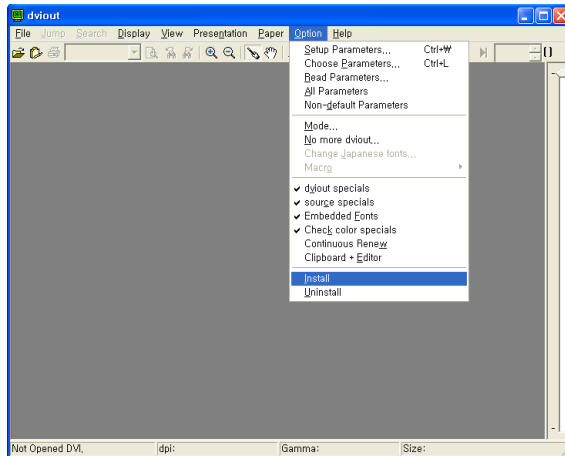 dviout
File Jump Search Display View Presentation Paper Option Help
Setup Parameters... Ctrl+W
Choose Parameters... Ctrl+L
Read Parameters...
All Parameters
Non-default Parameters
Mode...
No more dviout...
Change Japanese fonts...
Macro
dviout specials
source specials
Embedded Fonts
Check color specials
Continuous Renew
Clipboard + Editor
Install
Uninstall
Not Opened DVI, dpi: Gamma: Size: